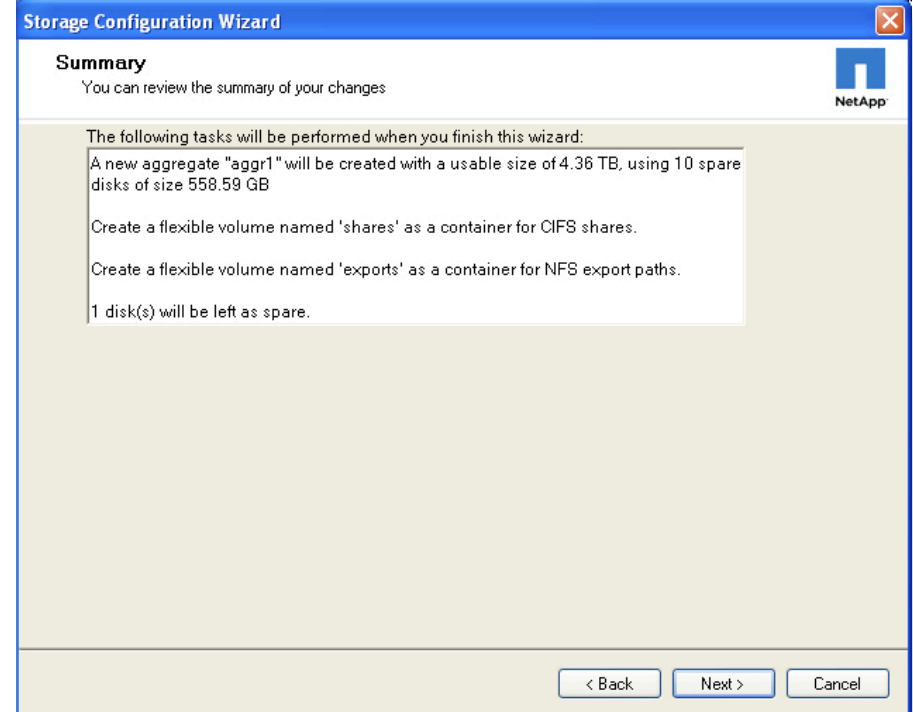 Storage Configuration Wizard
Summary
You can review the summary of your changes
NetApp
The following tasks will be performed when you finish this wizard:
A new aggregate "aggr1" will be created with a usable size of 4.36 TB, using 10 spare
disks of size 558.59 GB
Create a flexible volume named 'shares' as a container for CIFS shares.
Create a flexible volume named 'exports' as a container for NFS export paths.
1 disk(s) will be left as spare.
< Back
Next >
Cancel